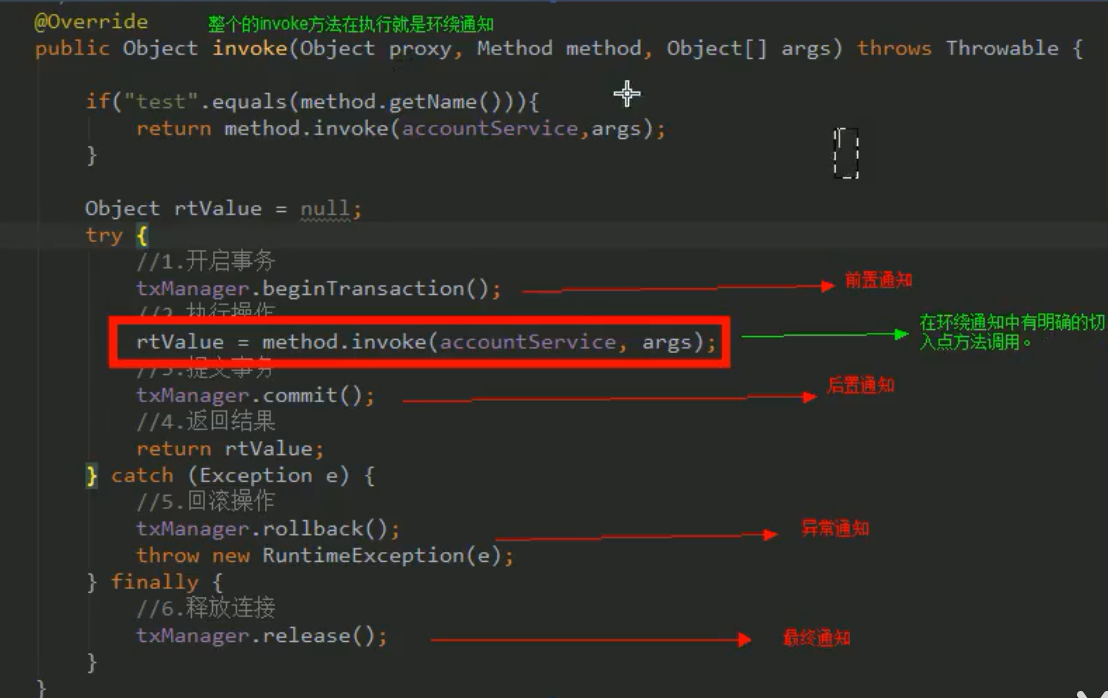 @Override
整个的invoke方法在执行就是环绕通知
public Object invoke(Object proxy, Method method, Object[] args) throws Throwable {
if("test".equals(method.getName())){
return method.invoke(accountService,args);
}
Object rtValue = null;
try {
//1.开启事务
txManager.beginTransaction();
前置通知
//2.执行操作
rtValue = method.invoke(accountService, args);
在环绕通知中有明确的切
入点方法调用。
//3.提交事务
txManager.commit();
后置通知
//4.返回结果
return rtValue;
} catch (Exception e) {
//5.回滚操作
txManager.rollback();
异常通知
throw new RuntimeException(e);
} finally {
//6.释放连接
txManager.release();
最终通知
}
}